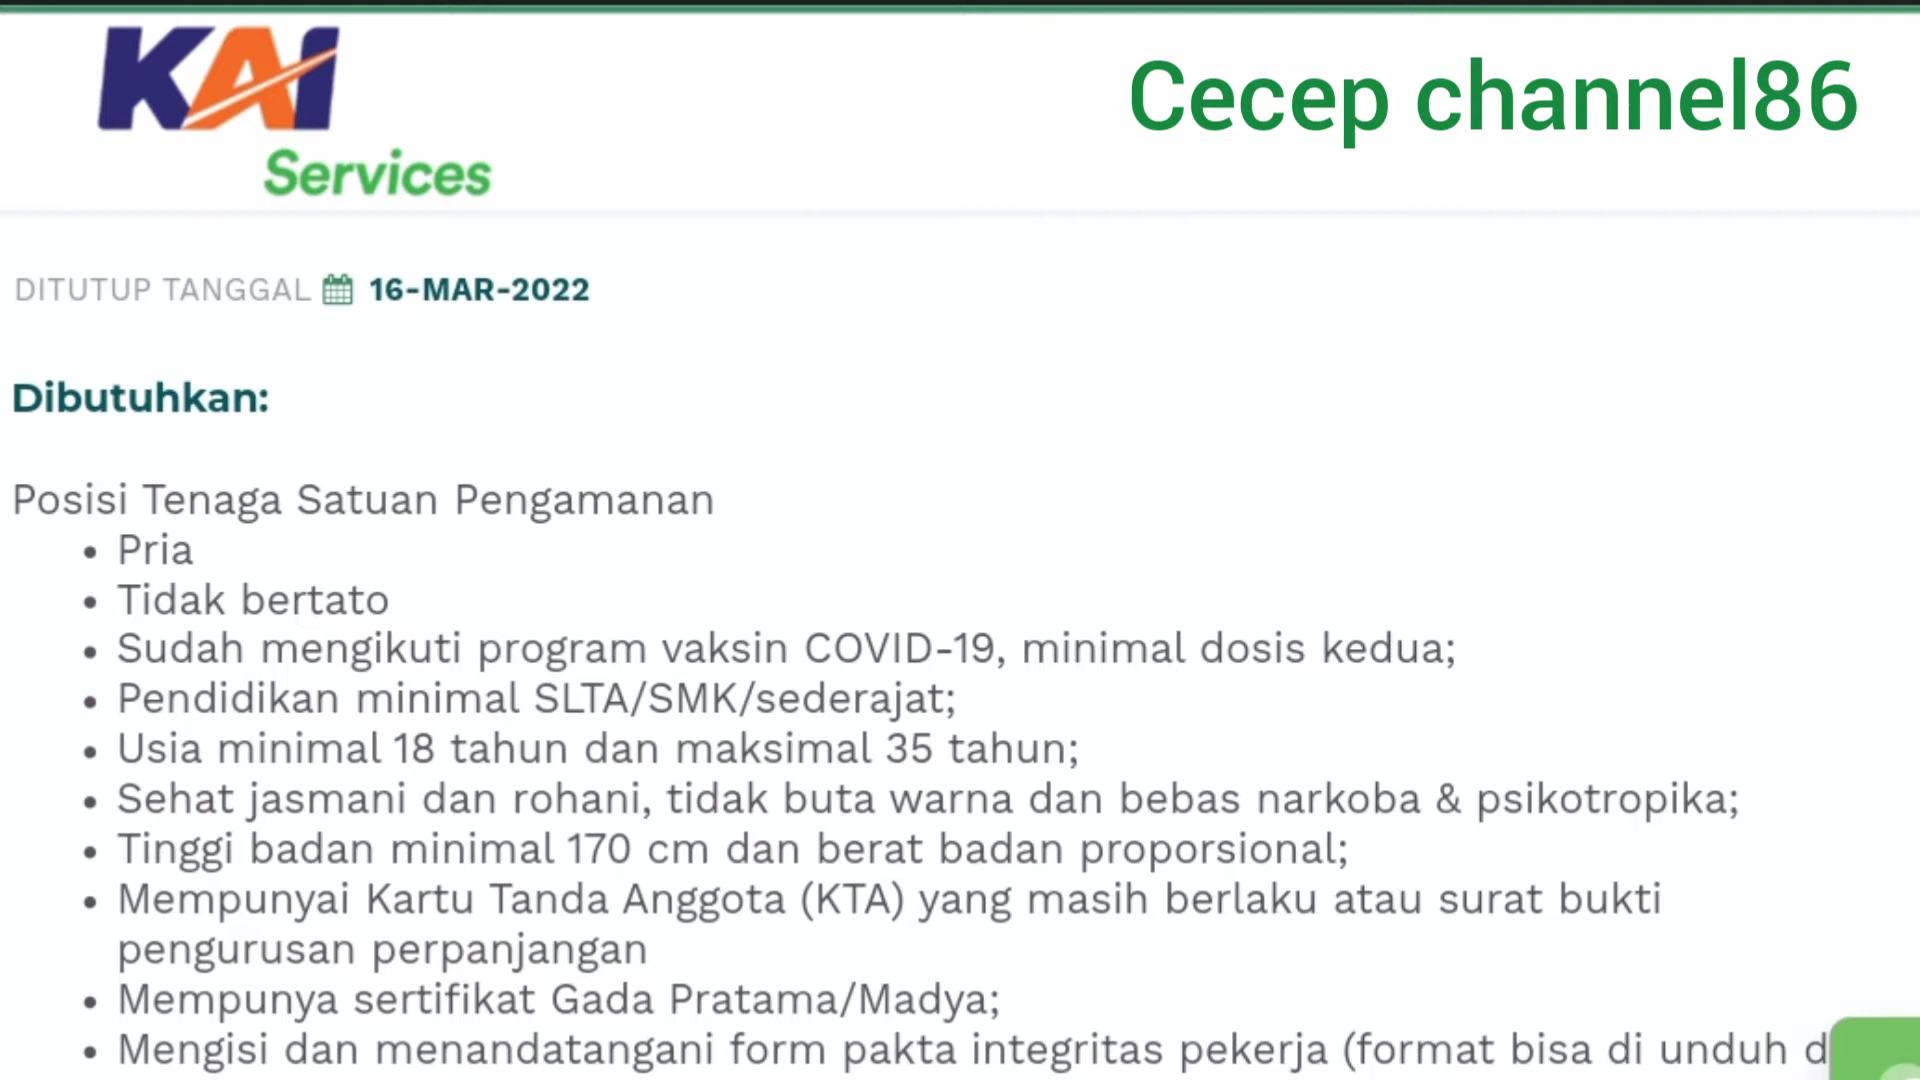 KAI
Services
Cecep channel86
DITUTUP TANGGAL 16-MAR-2022
Dibutuhkan:
Posisi Tenaga Satuan Pengamanan
• Pria
• Tidak bertato
• Sudah mengikuti program vaksin COVID-19, minimal dosis kedua;
• Pendidikan minimal SLTA/SMK/sederajat;
• Usia minimal 18 tahun dan maksimal 35 tahun;
• Sehat jasmani dan rohani, tidak buta warna dan bebas narkoba & psikotropika;
• Tinggi badan minimal 170 cm dan berat badan proporsional;
• Mempunyai Kartu Tanda Anggota (KTA) yang masih berlaku atau surat bukti
pengurusan perpanjangan
• Mempunya sertifikat Gada Pratama/Madya;
• Mengisi dan menandatangani form pakta integritas pekerja (format bisa di unduh d